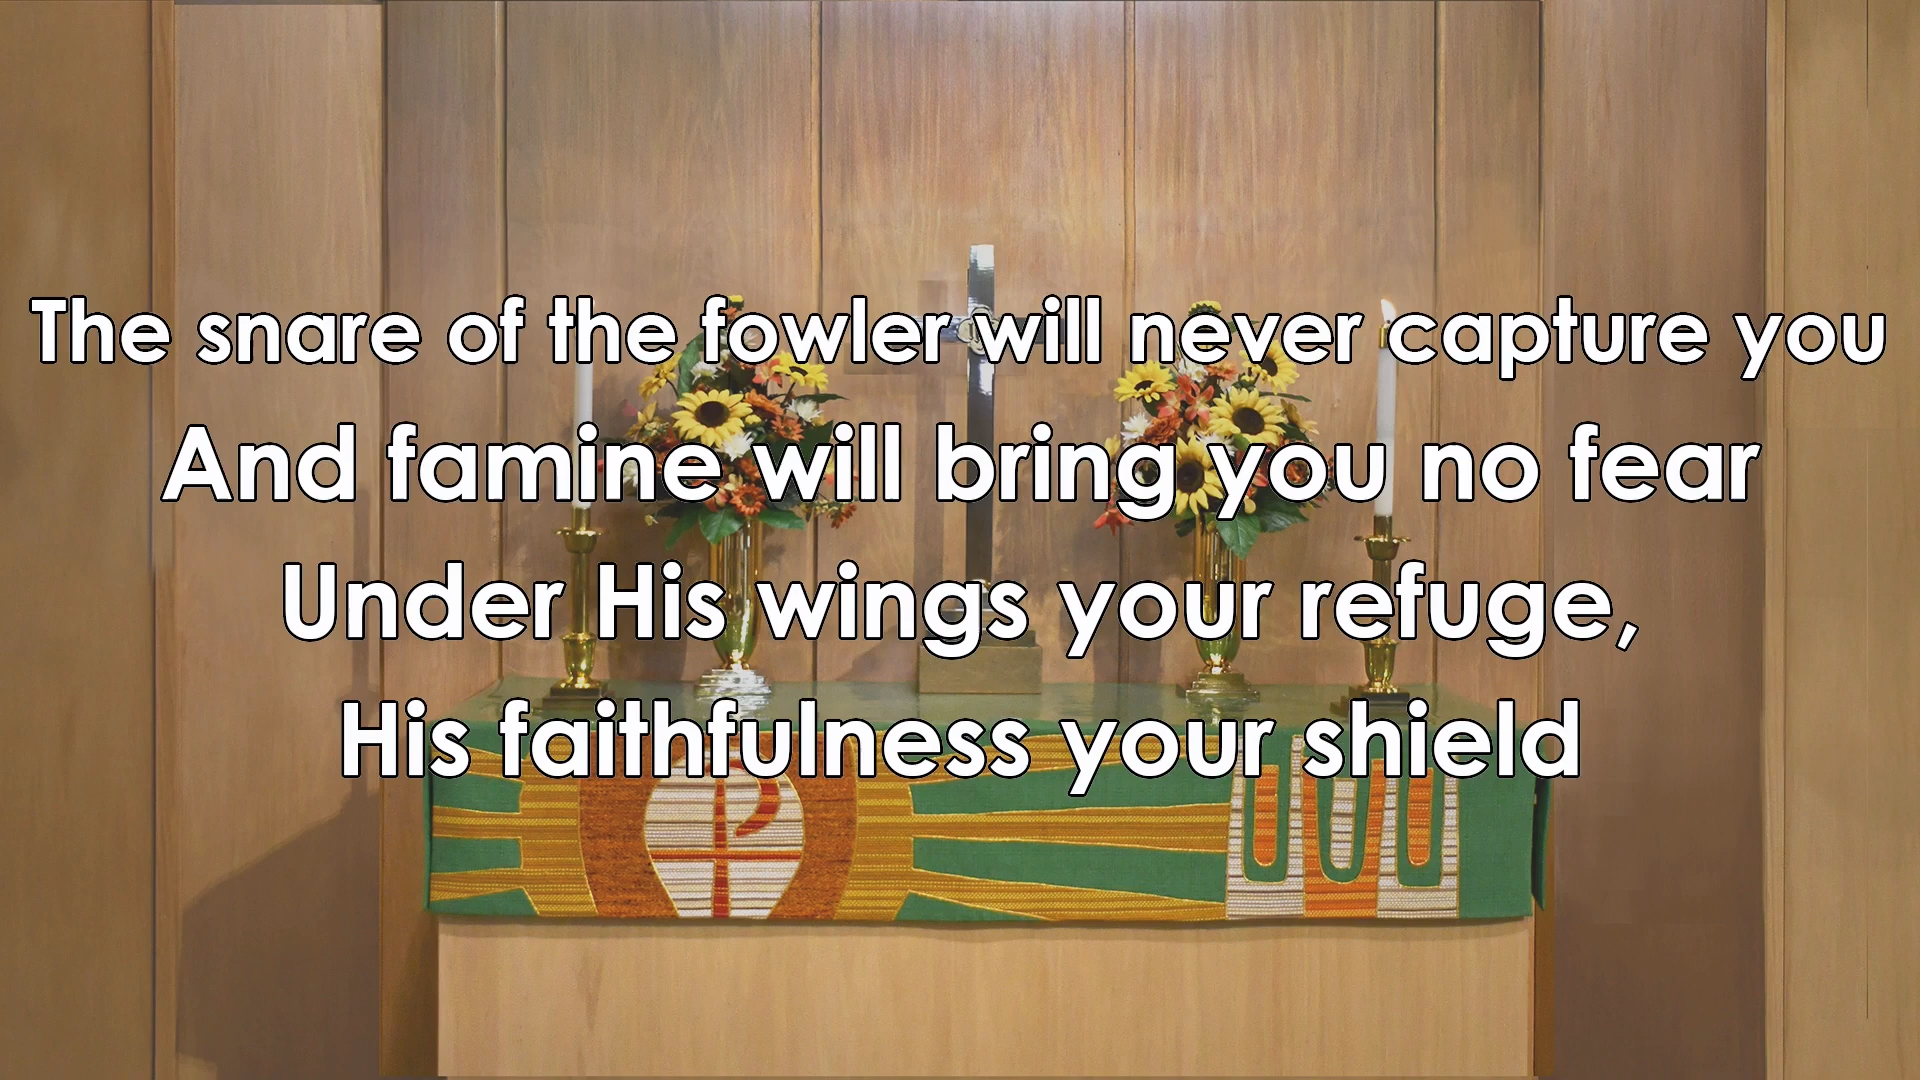 The snare of the fowler will never capture you
And famine will bring you no fear
Under His wings your refuge,
His faithfulness your shield